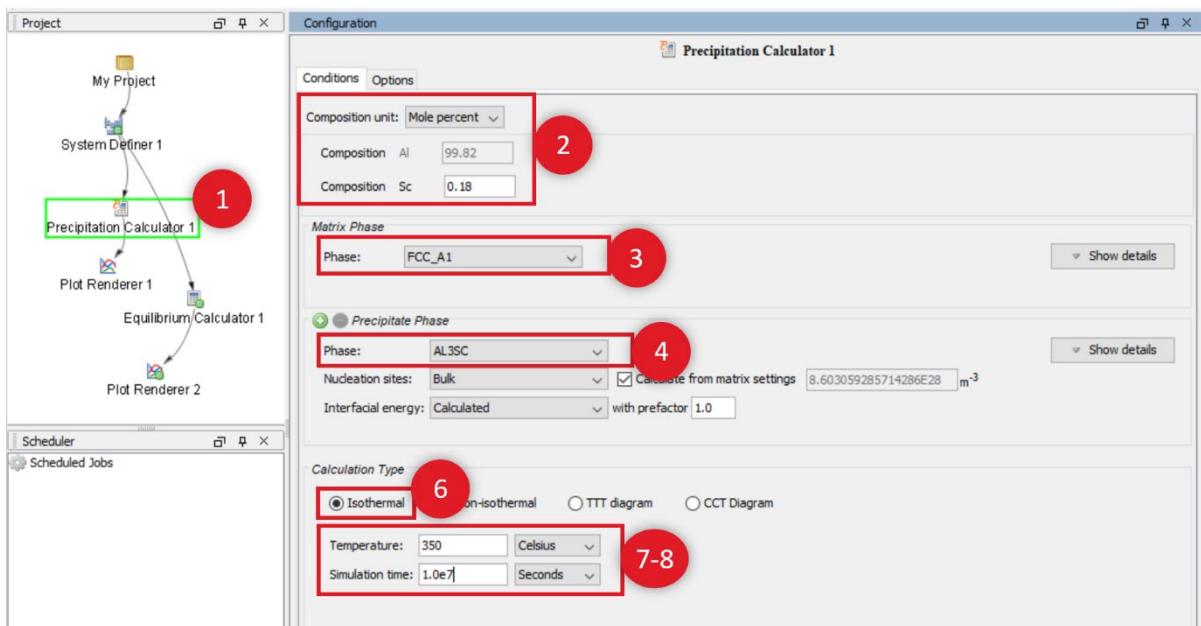 Project
My Project
System Definer 1
1
Precipitation Calculator 1
Plot Renderer 1
Equilibrium Calculator 1
Plot Renderer 2
Scheduler
Scheduled Jobs
Configuration
Precipitation Calculator 1
Conditions Options
Composition unit: Mole percent
2
Composition Al 99.82
Composition Sc 0.18
Matrix Phase
Phase: FCC_A1 3 Show details
Precipitate Phase
Phase: AL3SC 4 Show details
Nucleation sites: Bulk from matrix settings 8.603059285714286E28 m-3
Interfacial energy: Calculated with prefactor 1.0
Calculation Type
6
Isothermal on-isothermal TTT diagram CCT Diagram
Temperature: 350 Celsius
7-8
Simulation time: 1.0e7 Seconds